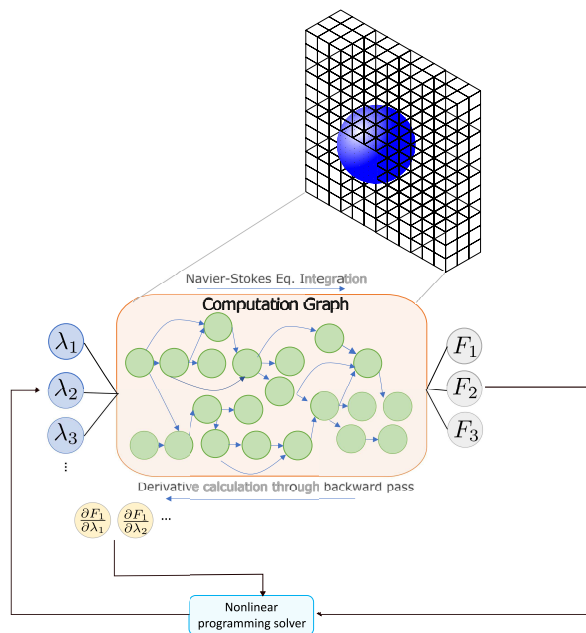 Navier-Stokes Eq. Integration
Computation Graph
λ1
λ2
λ3
⋮
F1
F2
F3
Derivative calculation through backward pass
∂F1/∂λ1 ∂F1/∂λ2 ...
Nonlinear
programming solver